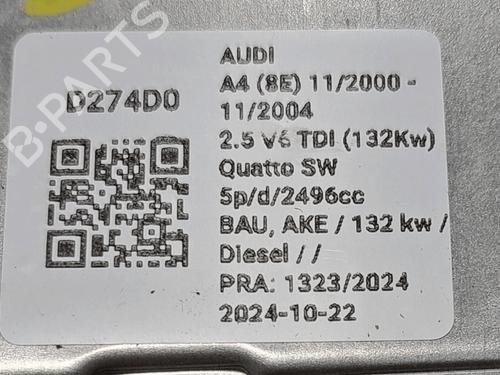 B-PARTS
D274D0
AUDI
A4 (8E) 11/2000 -
11/2004
2.5 V6 TDI (132Kw)
Quatto SW
5p/d/2496cc
BAU, AKE / 132 kw /
Diesel / /
PRA: 1323/2024
2024-10-22